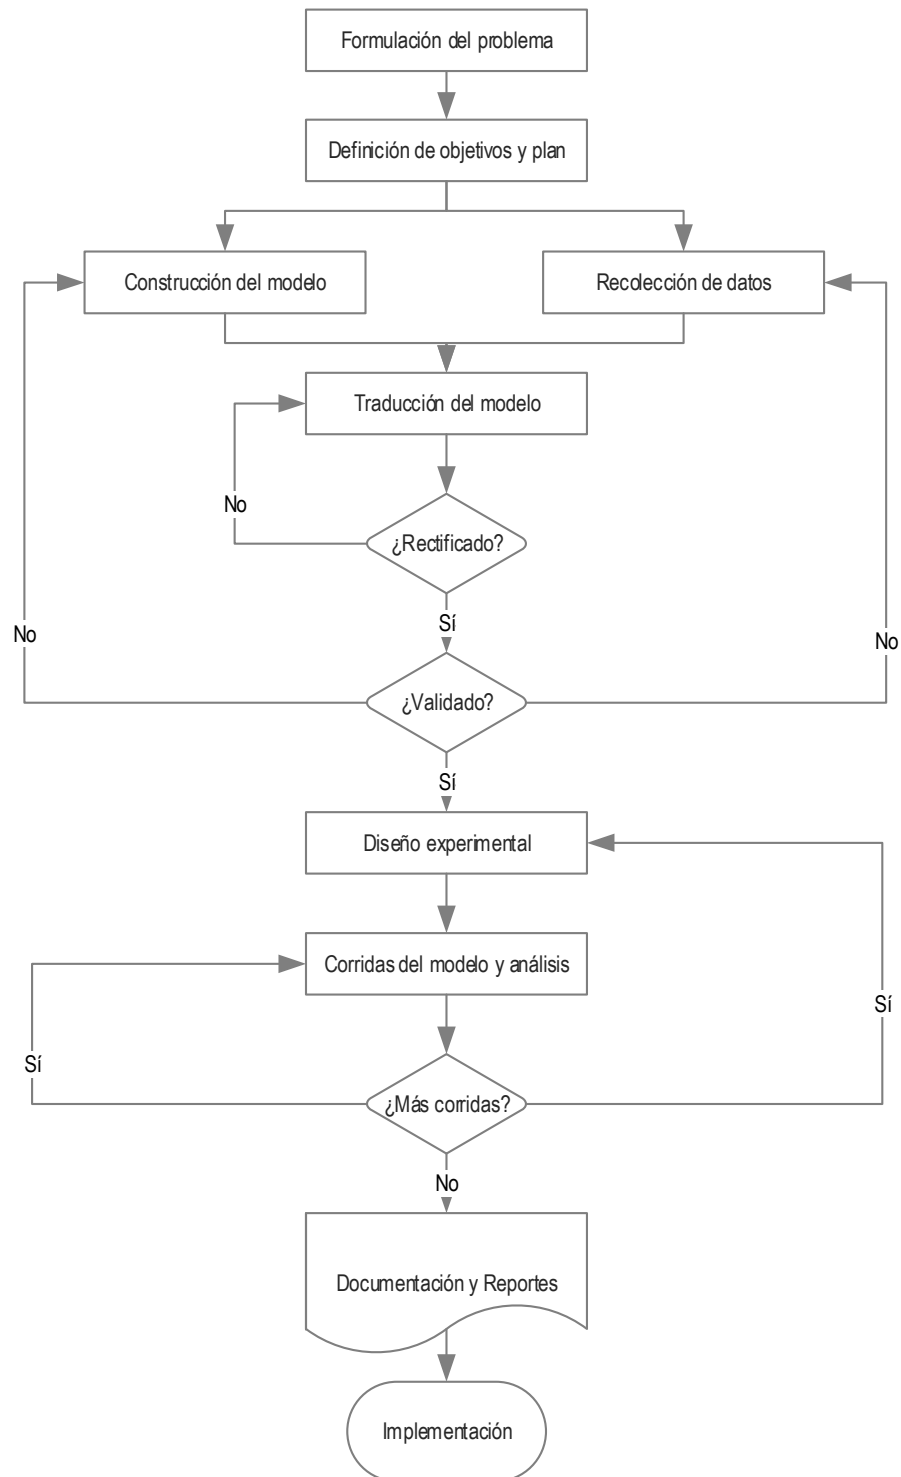 Formulación del problema
Definición de objetivos y plan
Construcción del modelo
Recolección de datos
Traducción del modelo
No
¿Rectificado?
Sí
No
No
¿Validado?
Sí
Diseño experimental
Corridas del modelo y análisis
Sí
Sí
¿Más corridas?
No
Documentación y Reportes
Implementación